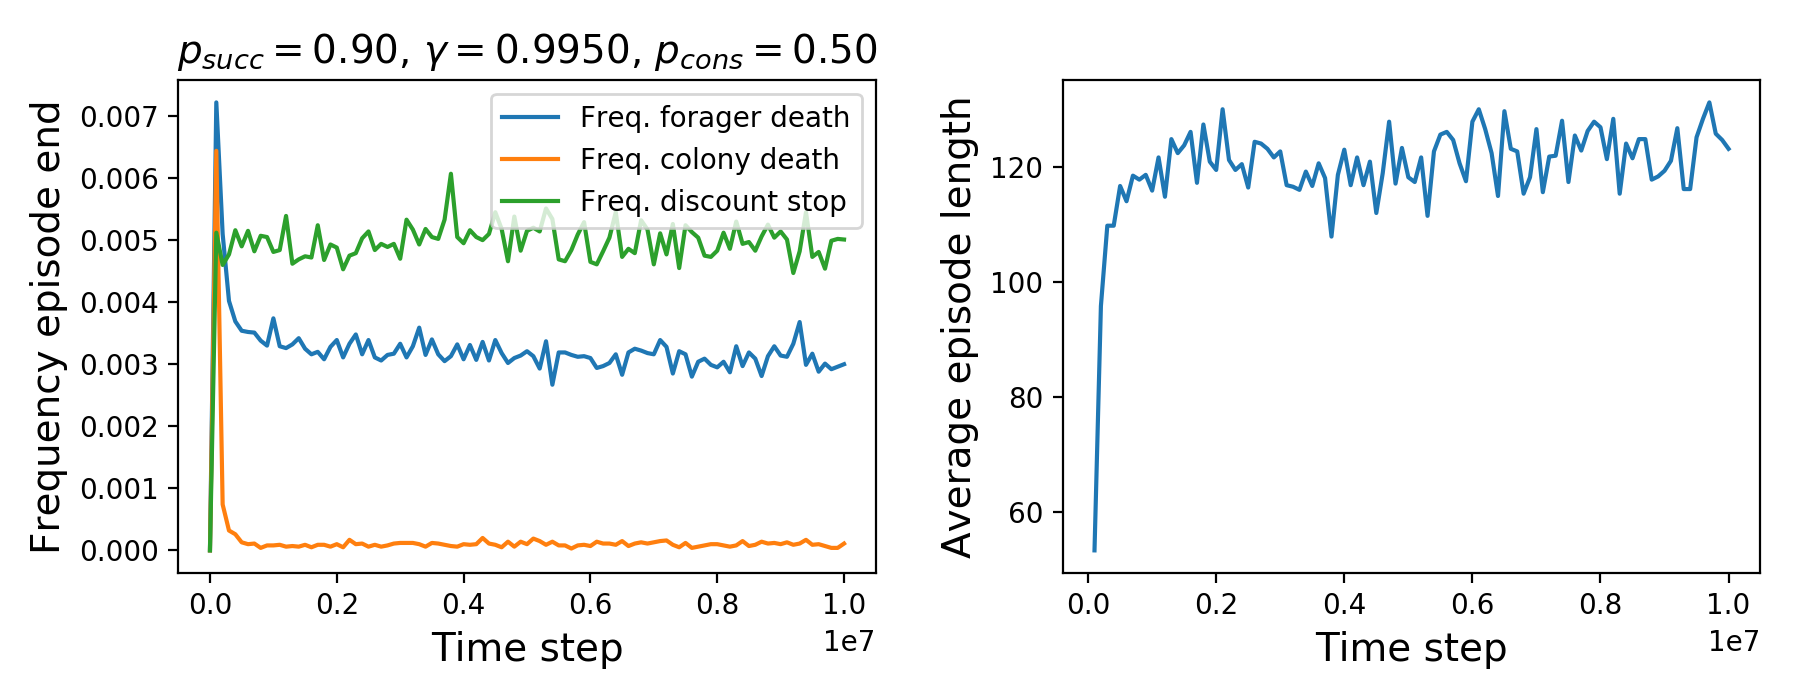 p_succ = 0.90, γ = 0.9950, p_cons = 0.50
Frequency episode end
0.007
0.006
0.005
0.004
0.003
0.002
0.001
0.000
Freq. forager death
Freq. colony death
Freq. discount stop
0.0 0.2 0.4 0.6 0.8 1.0
1e7
Time step
Average episode length
120
100
80
60
0.0 0.2 0.4 0.6 0.8 1.0
1e7
Time step